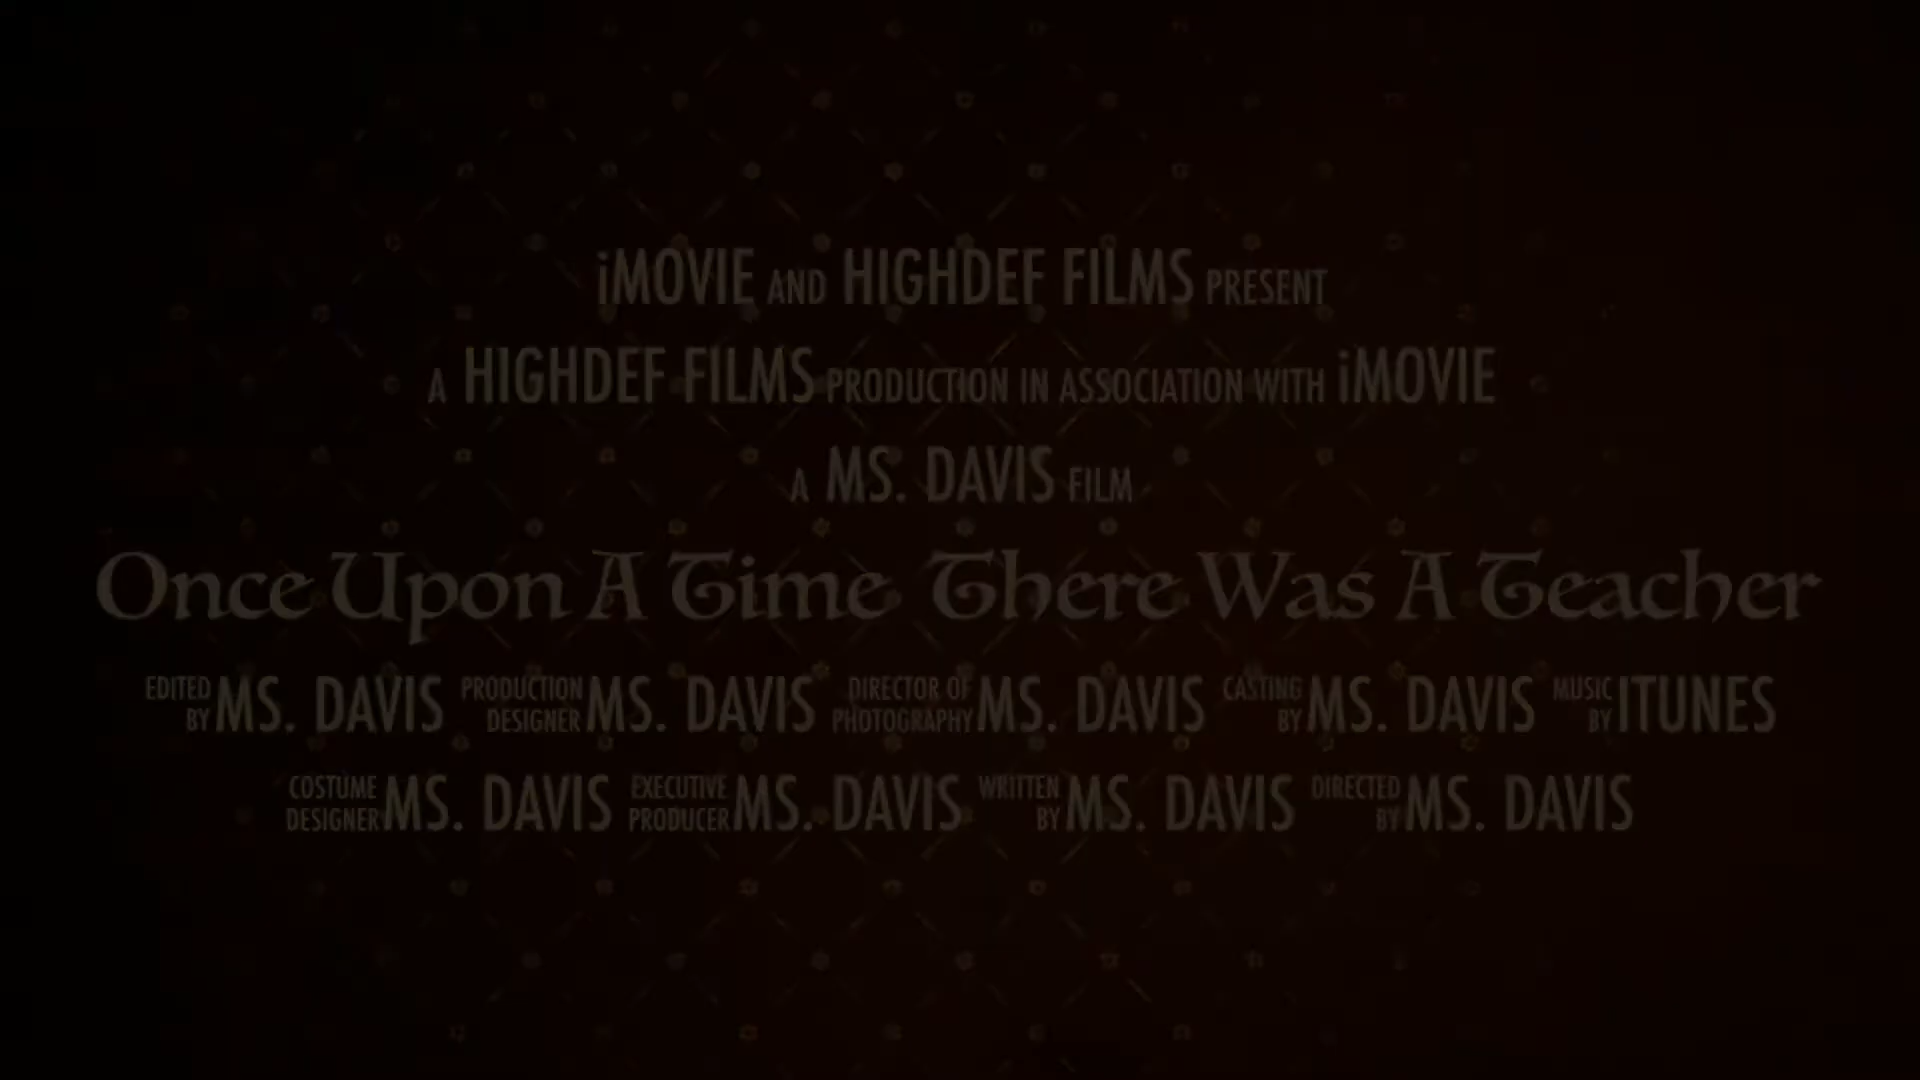 iMOVIE AND HIGHDEF FILMS PRESENT
A HIGHDEF FILMS PRODUCTION IN ASSOCIATION WITH iMOVIE
A MS. DAVIS FILM
Once Upon A Time There Was A Teacher
EDITED BY MS. DAVIS PRODUCTION DESIGNER MS. DAVIS DIRECTOR OF PHOTOGRAPHY MS. DAVIS CASTING BY MS. DAVIS MUSIC BY ITUNES
COSTUME DESIGNER MS. DAVIS EXECUTIVE PRODUCER MS. DAVIS WRITTEN BY MS. DAVIS DIRECTED BY MS. DAVIS